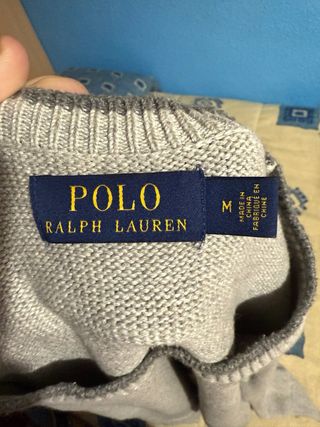 POLO
RALPH LAUREN
M
MADE IN
CHINA
FABRIQUÉ EN
CHINE